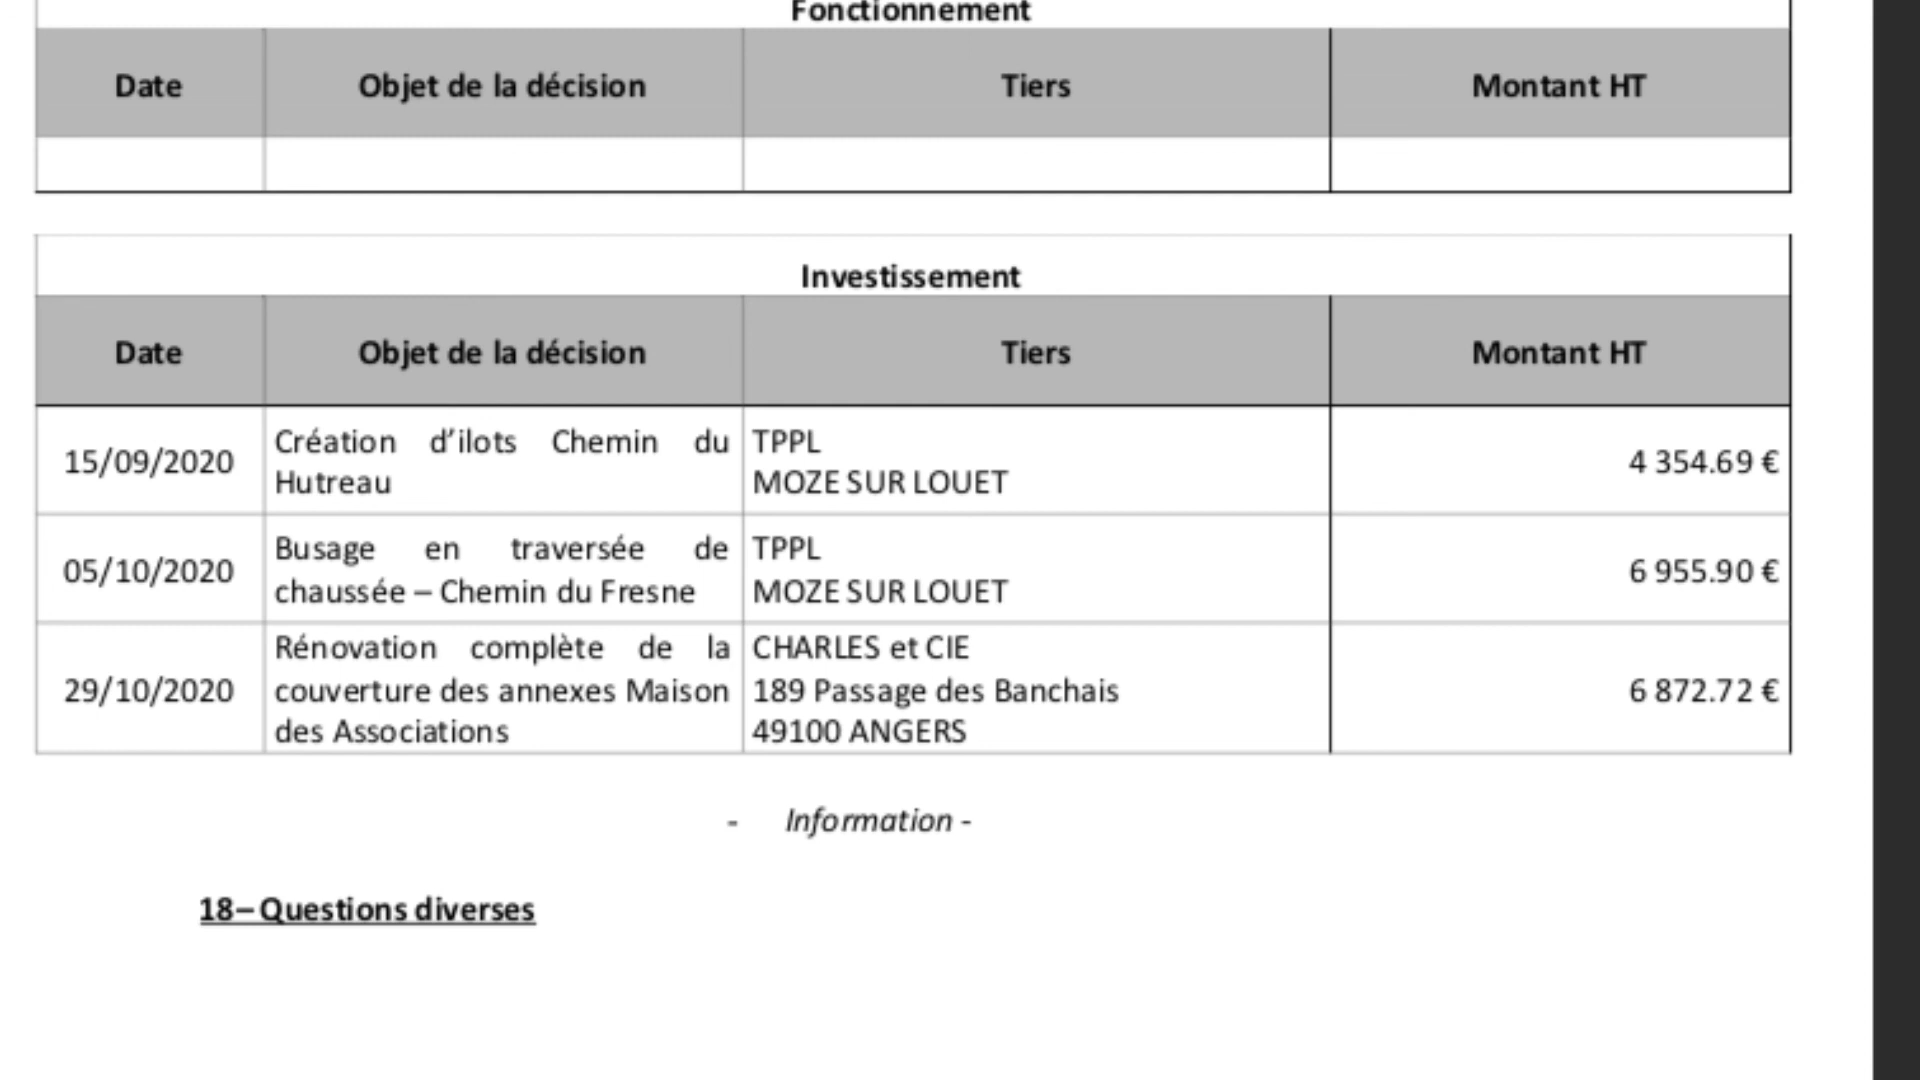 Fonctionnement
Date Objet de la décision Tiers Montant HT
Investissement
Date Objet de la décision Tiers Montant HT
15/09/2020
Création d’ilots Chemin du
Hutreau
TPPL
MOZE SUR LOUET
4 354.69 €
05/10/2020
Busage en traversée de
chaussée – Chemin du Fresne
TPPL
MOZE SUR LOUET
6 955.90 €
29/10/2020
Rénovation complète de la
couverture des annexes Maison
des Associations
CHARLES et CIE
189 Passage des Banchais
49100 ANGERS
6 872.72 €
- Information -
18– Questions diverses